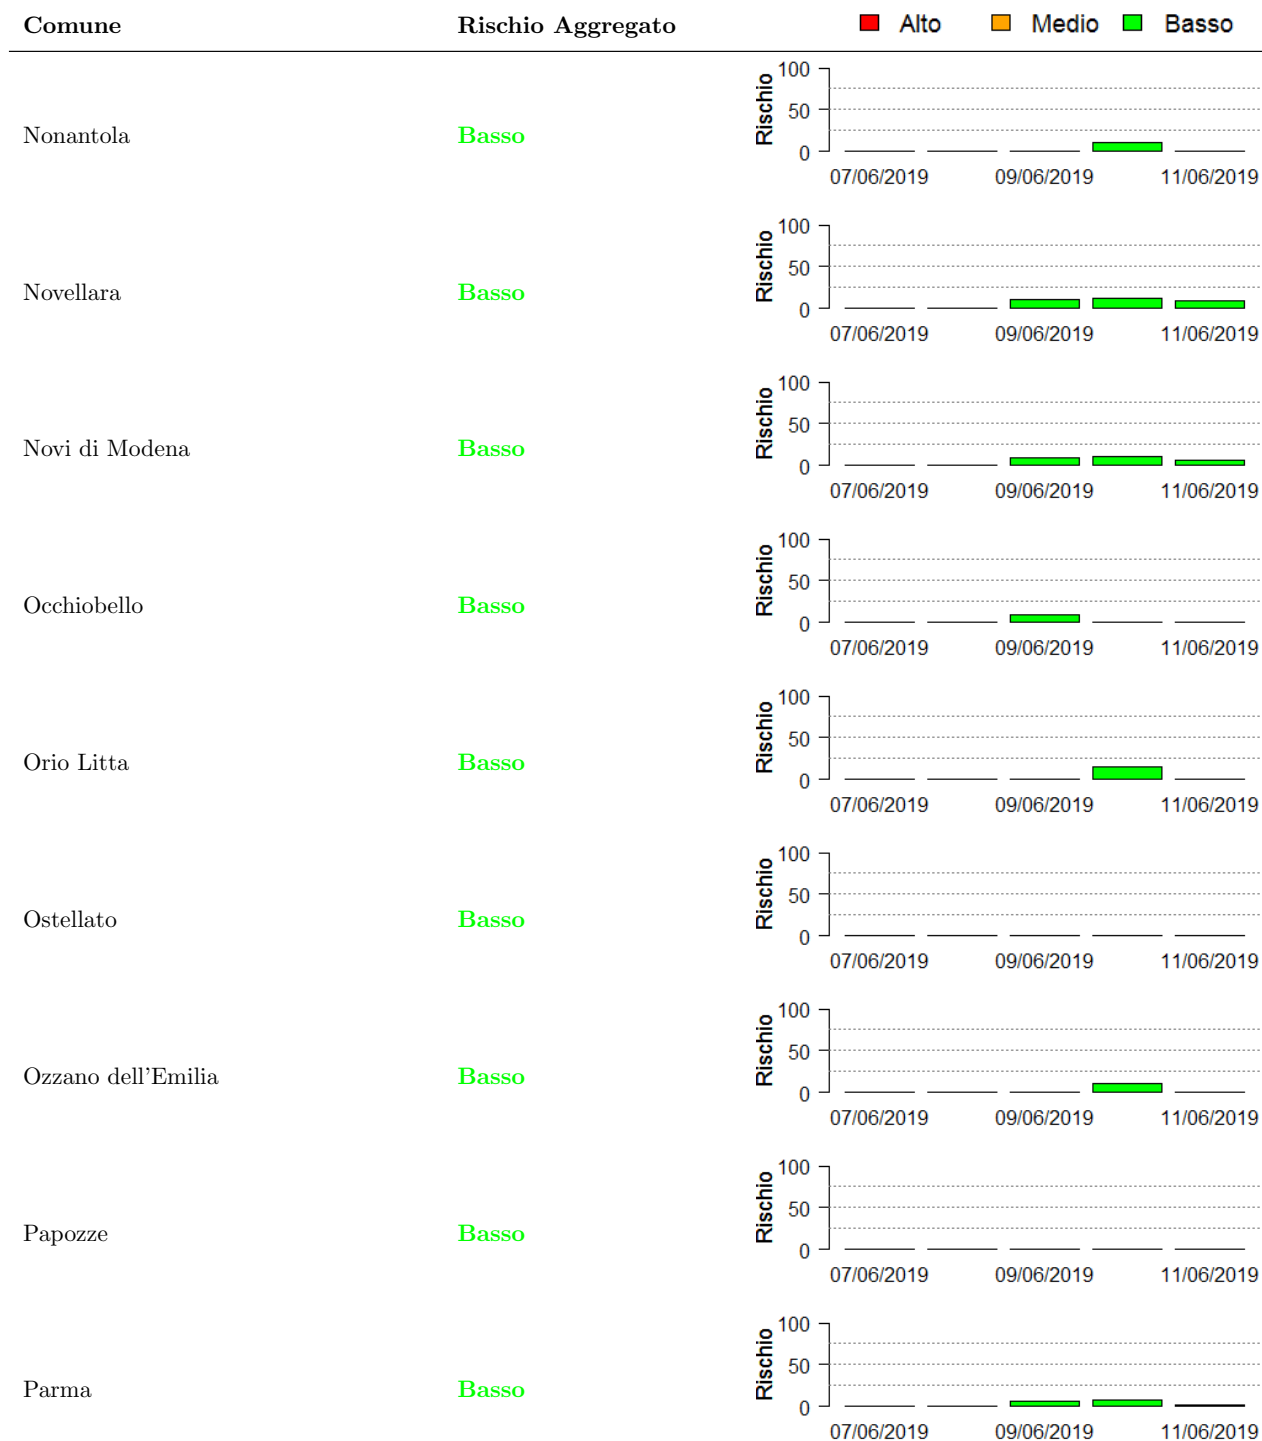 Comune Rischio Aggregato Alto Medio Basso
Nonantola Basso Rischio 100 50 0
07/06/2019 09/06/2019 11/06/2019
Novellara Basso Rischio 100 50 0
07/06/2019 09/06/2019 11/06/2019
Novi di Modena Basso Rischio 100 50 0
07/06/2019 09/06/2019 11/06/2019
Occhiobello Basso Rischio 100 50 0
07/06/2019 09/06/2019 11/06/2019
Orio Litta Basso Rischio 100 50 0
07/06/2019 09/06/2019 11/06/2019
Ostellato Basso Rischio 100 50 0
07/06/2019 09/06/2019 11/06/2019
Ozzano dell'Emilia Basso Rischio 100 50 0
07/06/2019 09/06/2019 11/06/2019
Papozze Basso Rischio 100 50 0
07/06/2019 09/06/2019 11/06/2019
Parma Basso Rischio 100 50 0
07/06/2019 09/06/2019 11/06/2019